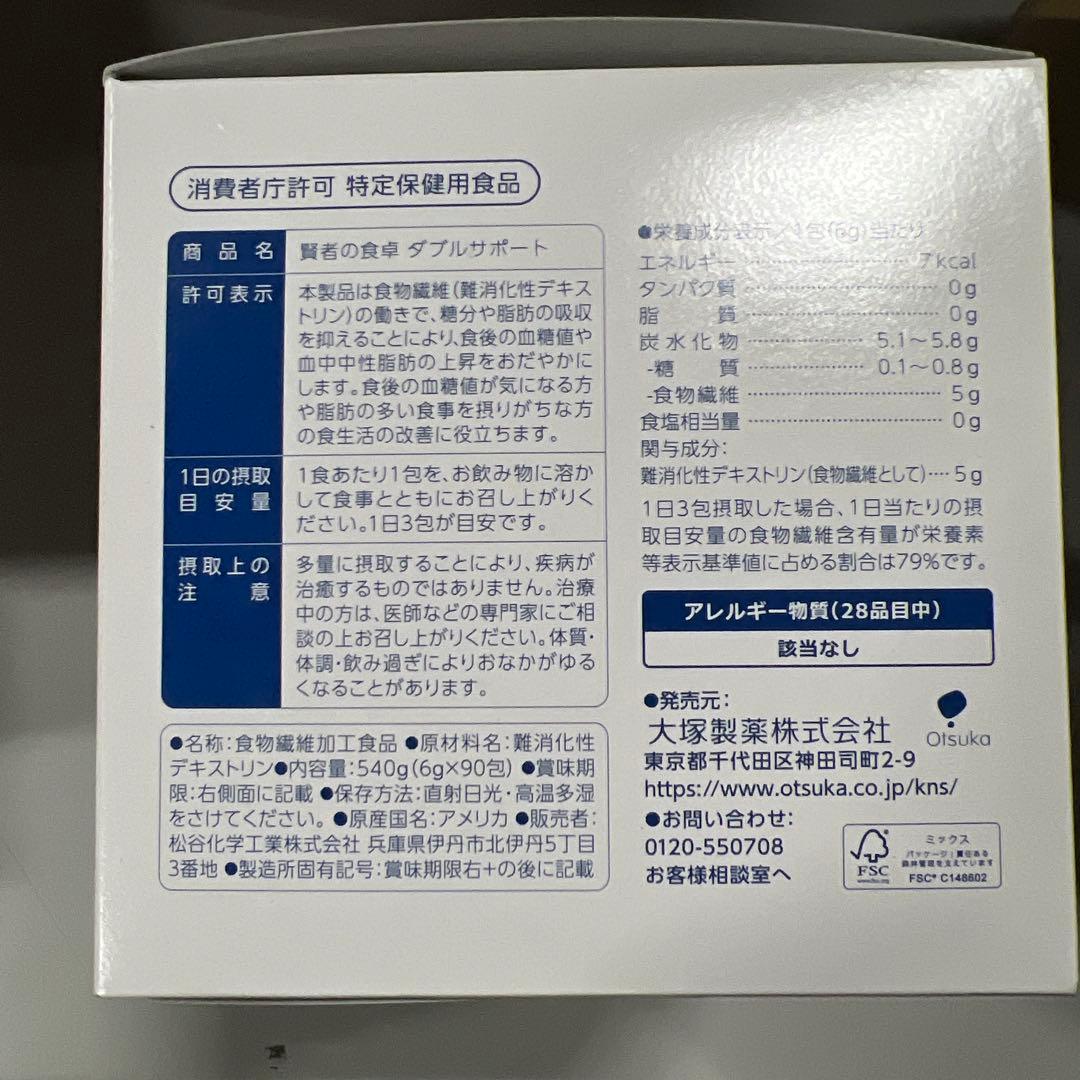 消費者庁許可 特定保健用食品
商品名 賢者の食卓 ダブルサポート
許可表示 本製品は食物繊維(難消化性デキス
トリン)の働きで、糖分や脂肪の吸収
を抑えることにより、食後の血糖値や
血中中性脂肪の上昇をおだやかに
します。食後の血糖値が気になる方
や脂肪の多い食事を摂りがちな方
の食生活の改善に役立ちます。
1日の摂取 1食あたり1包を、お飲み物に溶か
目安量 して食事とともにお召し上がりく
ださい。1日3包が目安です。
摂取上の 多量に摂取することにより、疾病が
注意 治癒するものではありません。治療
中の方は、医師などの専門家にご相
談の上お召し上がりください。体質・
体調・飲み過ぎによりおなかがゆる
くなることがあります。
●名称:食物繊維加工食品 ●原材料名:難消化性
デキストリン●内容量:540g(6g×90包) ●賞味期
限:右側面に記載 ●保存方法:直射日光・高温多湿
をさけてください。●原産国名:アメリカ ●販売者:
松谷化学工業株式会社 兵庫県伊丹市北伊丹5丁目
3番地 ●製造所固有記号:賞味期限右+の後に記載
●栄養成分表示/1包(6g)当たり
エネルギー 7kcal
タンパク質 0g
脂質 0g
炭水化物 5.1〜5.8g
-糖質 0.1〜0.8g
-食物繊維 5g
食塩相当量 0g
関与成分:
難消化性デキストリン(食物繊維として)…5g
1日3包摂取した場合、1日当たりの摂
取目安量の食物繊維含有量が栄養素
等表示基準値に占める割合は79%です。
アレルギー物質(28品目中)
該当なし
●発売元:
大塚製薬株式会社
Otsuka
東京都千代田区神田司町2-9
https://www.otsuka.co.jp/kns/
●お問い合わせ:
0120-550708
お客様相談室へ
FSC
www.fsc.org
ミックス
パッケージ|責任ある
森林管理を支えています
FSC® C148602